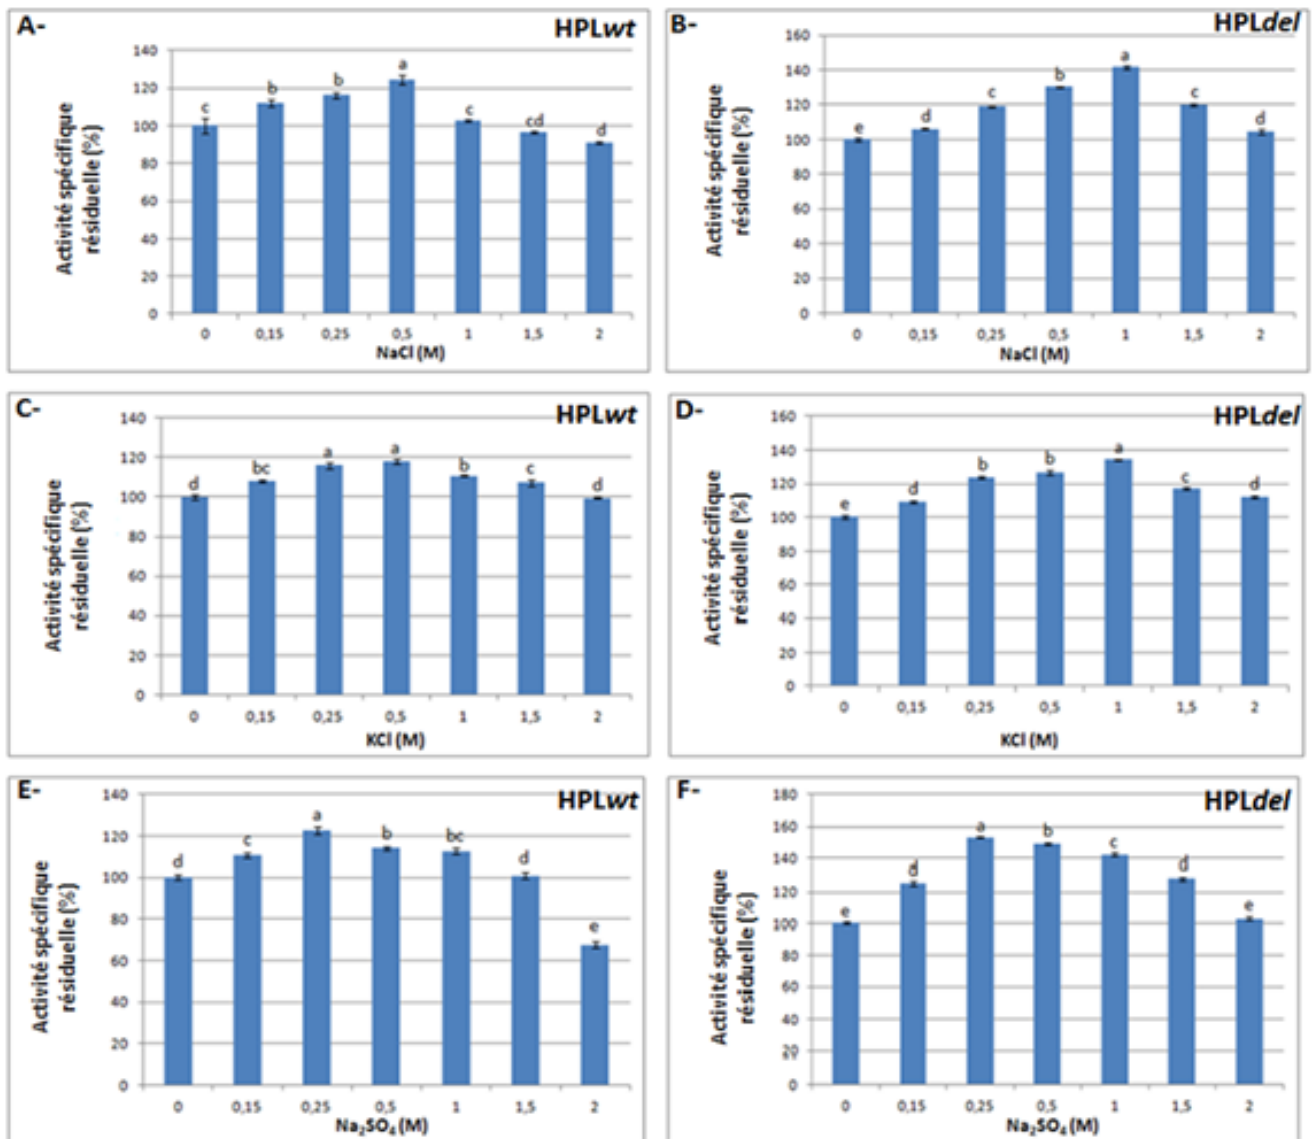 A-
HPLwt
Activité spécifique
résiduelle (%)
140
120
100
80
60
40
20
0
c
b
b
a
c
cd
d
0
0,15
0,25
0,5
1
1,5
2
NaCl (M)
B-
HPLdel
Activité spécifique
résiduelle (%)
160
140
120
100
80
60
40
20
0
e
d
c
b
a
c
d
0
0,15
0,25
0,5
1
1,5
2
NaCl (M)
C-
HPLwt
Activité spécifique
résiduelle (%)
140
120
100
80
60
40
20
0
d
bc
a
a
b
c
d
0
0,15
0,25
0,5
1
1,5
2
KCl (M)
D-
HPLdel
Activité spécifique
résiduelle (%)
160
140
120
100
80
60
40
20
0
e
d
b
b
a
c
d
0
0,15
0,25
0,5
1
1,5
2
KCl (M)
E-
HPLwt
Activité spécifique
résiduelle (%)
140
120
100
80
60
40
20
0
d
c
a
b
bc
d
e
0
0,15
0,25
0,5
1
1,5
2
Na₂SO₄ (M)
F-
HPLdel
Activité spécifique
résiduelle (%)
180
160
140
120
100
80
60
40
20
0
e
d
a
b
c
d
e
0
0,15
0,25
0,5
1
1,5
2
Na₂SO₄ (M)